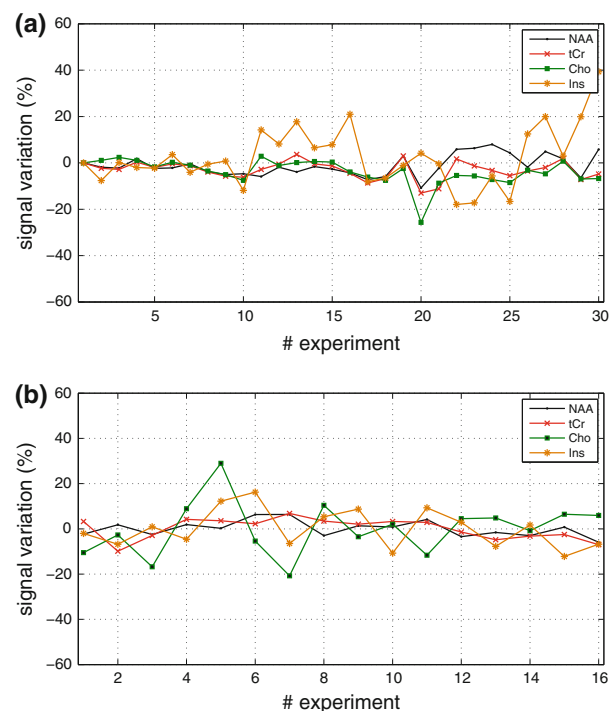 (a)
60
40
20
0
−20
−40
−60
signal variation (%)
NAA
tCr
Cho
Ins
5
10
15
20
25
30
# experiment
(b)
60
40
20
0
−20
−40
−60
signal variation (%)
NAA
tCr
Cho
Ins
2
4
6
8
10
12
14
16
# experiment